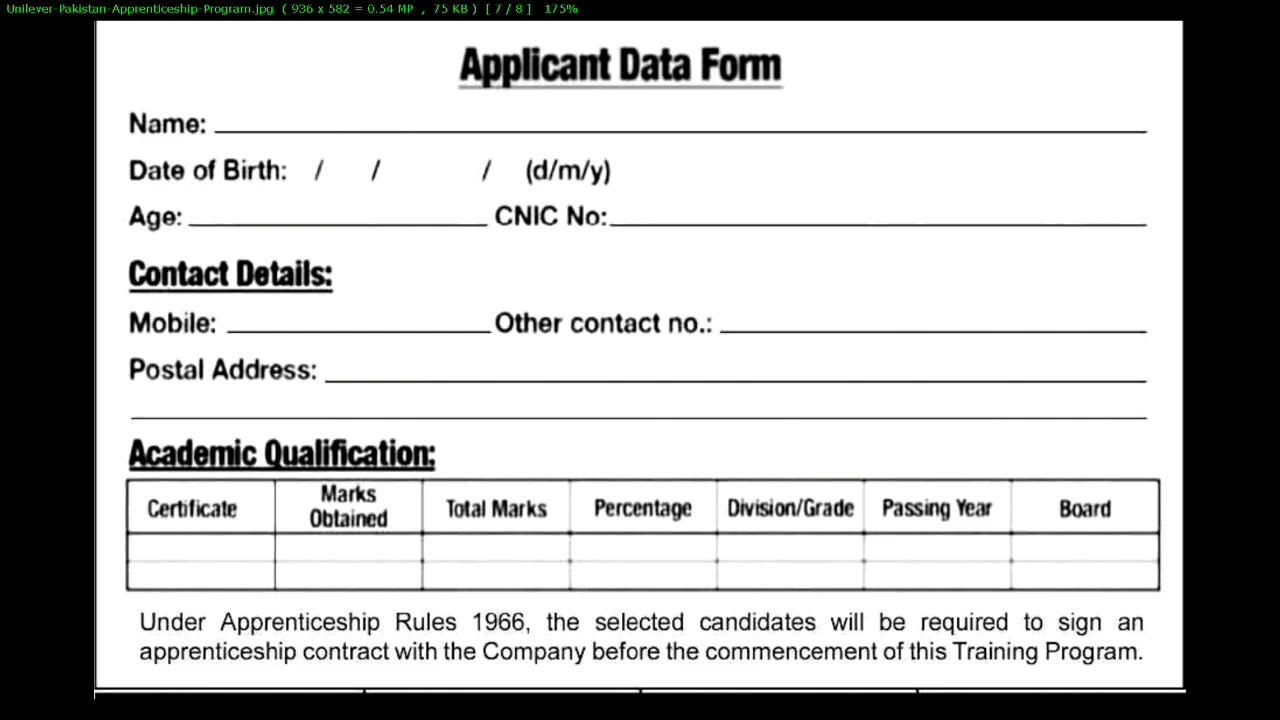 Unilever-Pakistan-Apprenticeship-Program.jpg ( 936 x 582 = 0.54 MP , 75 KB ) [ 7 / 8 ] 175%
Applicant Data Form
Name:
Date of Birth: / / / (d/m/y)
Age: CNIC No:
Contact Details:
Mobile: Other contact no.:
Postal Address:
Academic Qualification:
Certificate Marks Obtained Total Marks Percentage Division/Grade Passing Year Board
Under Apprenticeship Rules 1966, the selected candidates will be required to sign an
apprenticeship contract with the Company before the commencement of this Training Program.